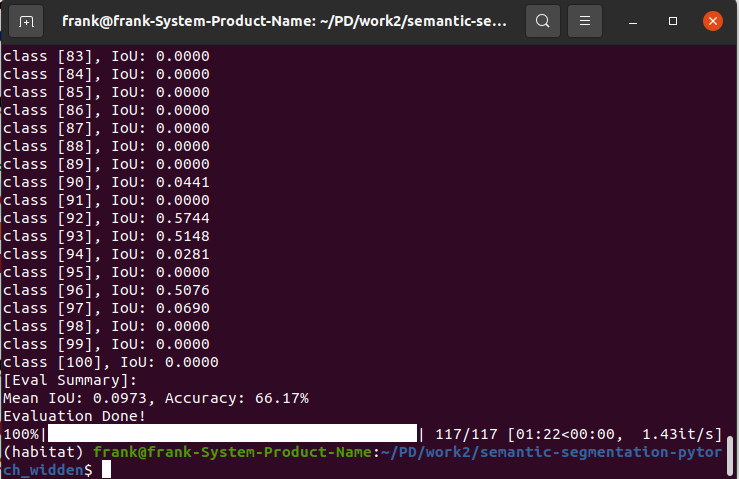 frank@frank-System-Product-Name: ~/PD/work2/semantic-se...
class [83], IoU: 0.0000
class [84], IoU: 0.0000
class [85], IoU: 0.0000
class [86], IoU: 0.0000
class [87], IoU: 0.0000
class [88], IoU: 0.0000
class [89], IoU: 0.0000
class [90], IoU: 0.0441
class [91], IoU: 0.0000
class [92], IoU: 0.5744
class [93], IoU: 0.5148
class [94], IoU: 0.0281
class [95], IoU: 0.0000
class [96], IoU: 0.5076
class [97], IoU: 0.0690
class [98], IoU: 0.0000
class [99], IoU: 0.0000
class [100], IoU: 0.0000
[Eval Summary]:
Mean IoU: 0.0973, Accuracy: 66.17%
Evaluation Done!
100%|                                             | 117/117 [01:22<00:00,  1.43it/s]
(habitat) frank@frank-System-Product-Name:~/PD/work2/semantic-segmentation-pytor
ch_widden$